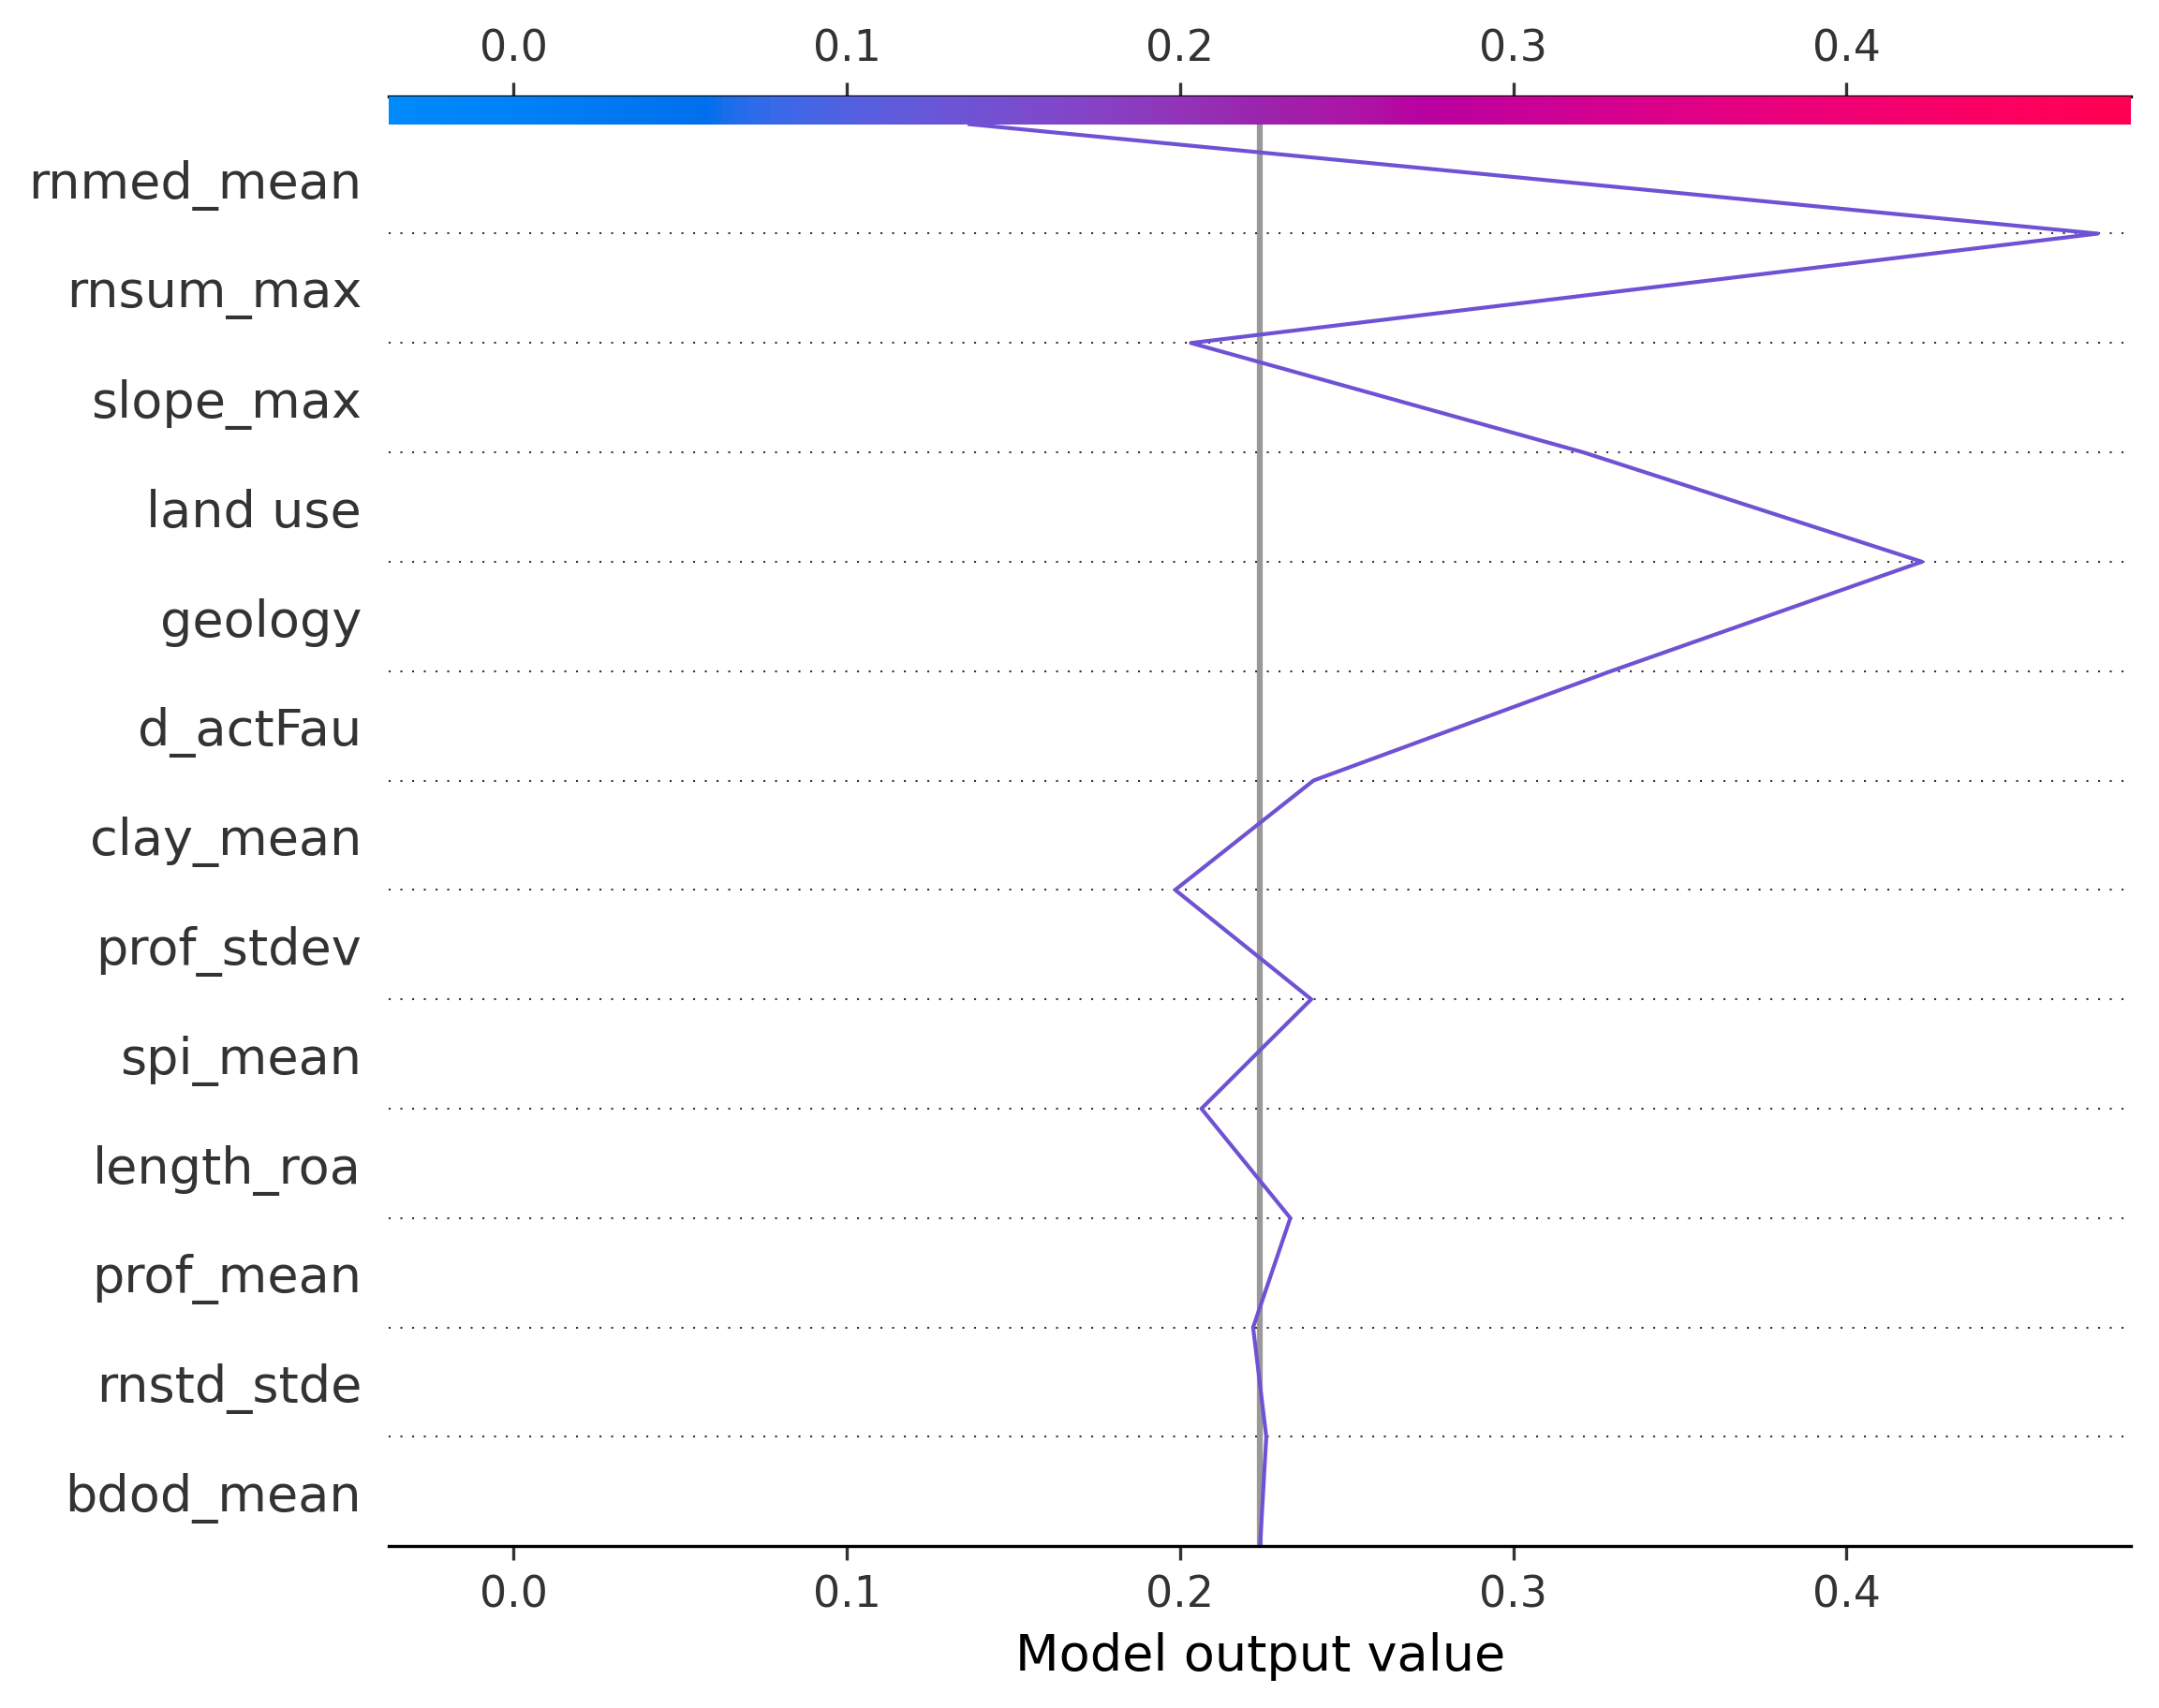 0.0 0.1 0.2 0.3 0.4
rnmed_mean
rnsum_max
slope_max
land use
geology
d_actFau
clay_mean
prof_stdev
spi_mean
length_roa
prof_mean
rnstd_stde
bdod_mean
0.0 0.1 0.2 0.3 0.4
Model output value